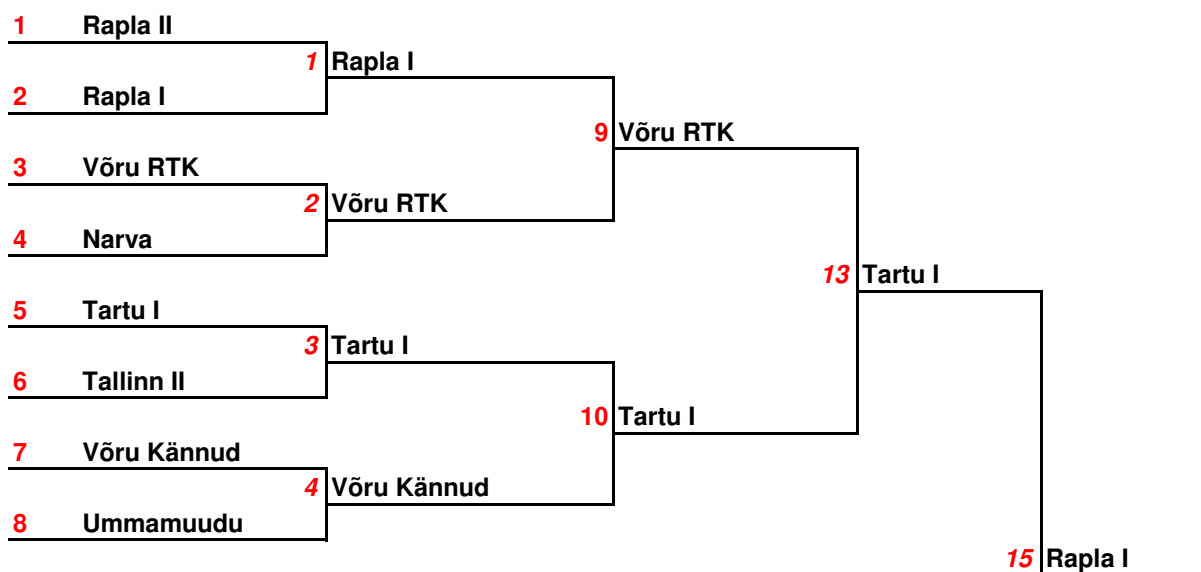 1 Rapla II
1 Rapla I
2 Rapla I
9 Võru RTK
3 Võru RTK
2 Võru RTK
4 Narva
13 Tartu I
5 Tartu I
3 Tartu I
6 Tallinn II
10 Tartu I
7 Võru Kännud
4 Võru Kännud
8 Ummamuudu
15 Rapla I